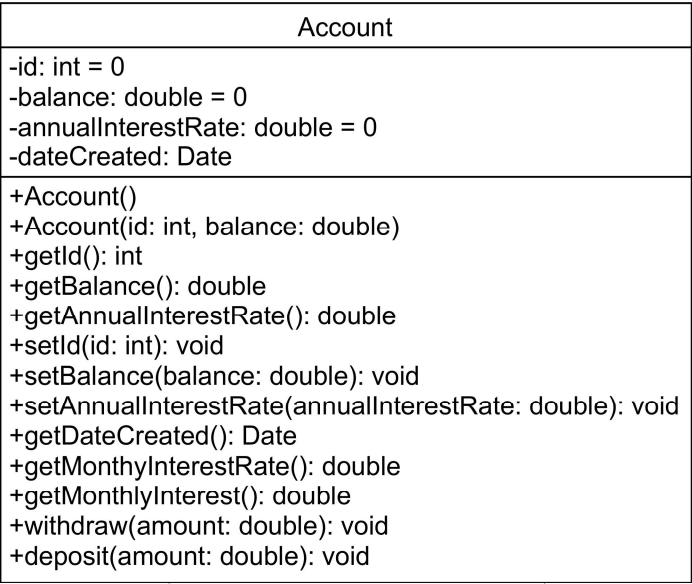 Account
-id: int = 0
-balance: double = 0
-annualInterestRate: double = 0
-dateCreated: Date
+Account()
+Account(id: int, balance: double)
+getId(): int
+getBalance(): double
+getAnnualInterestRate(): double
+setId(id: int): void
+setBalance(balance: double): void
+setAnnualInterestRate(annualInterestRate: double): void
+getDateCreated(): Date
+getMonthyInterestRate(): double
+getMonthlyInterest(): double
+withdraw(amount: double): void
+deposit(amount: double): void